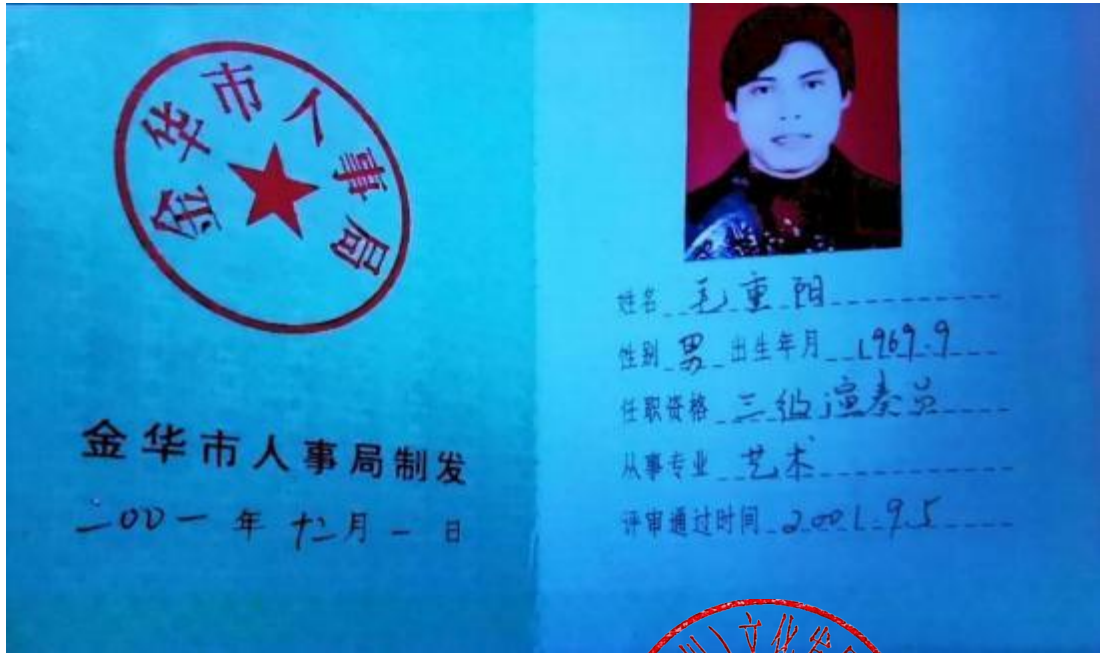 金华市人事局
金华市人事局制发
二00一年十二月一日
姓名 毛重阳
性别 男 出生年月 1969.9
任职资格 三级演奏员
从事专业 艺术
评审通过时间 2001.9.5
文化发